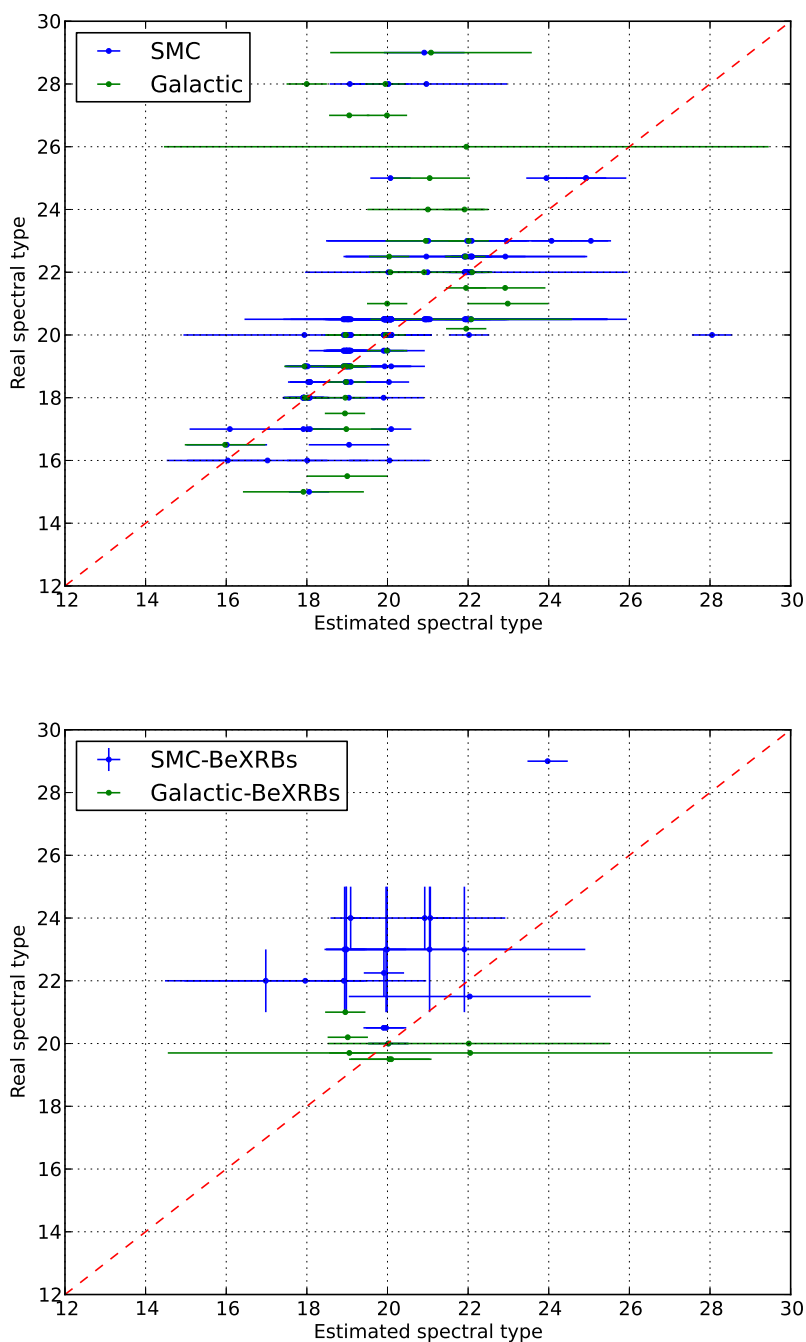 30
28
26
24
22
20
18
16
14
12
Real spectral type
SMC
Galactic
12 14 16 18 20 22 24 26 28 30
Estimated spectral type
30
28
26
24
22
20
18
16
14
12
Real spectral type
SMC-BeXRBs
Galactic-BeXRBs
12 14 16 18 20 22 24 26 28 30
Estimated spectral type